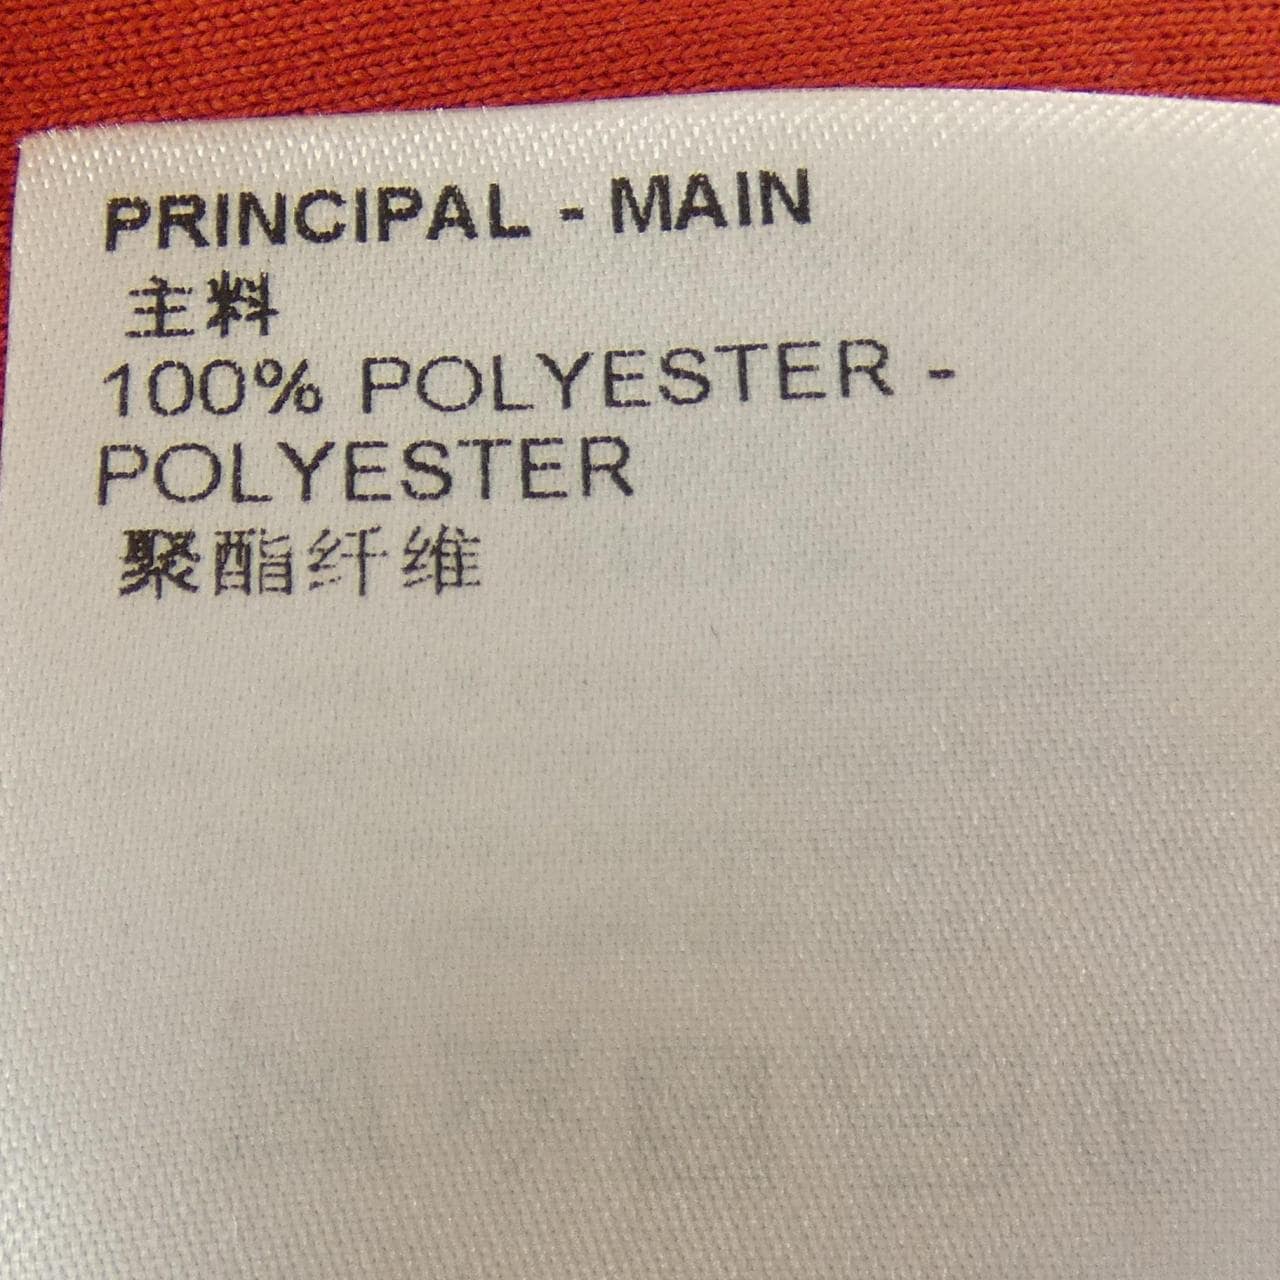 PRINCIPAL - MAIN
主料
100% POLYESTER -
POLYESTER
聚酯纤维